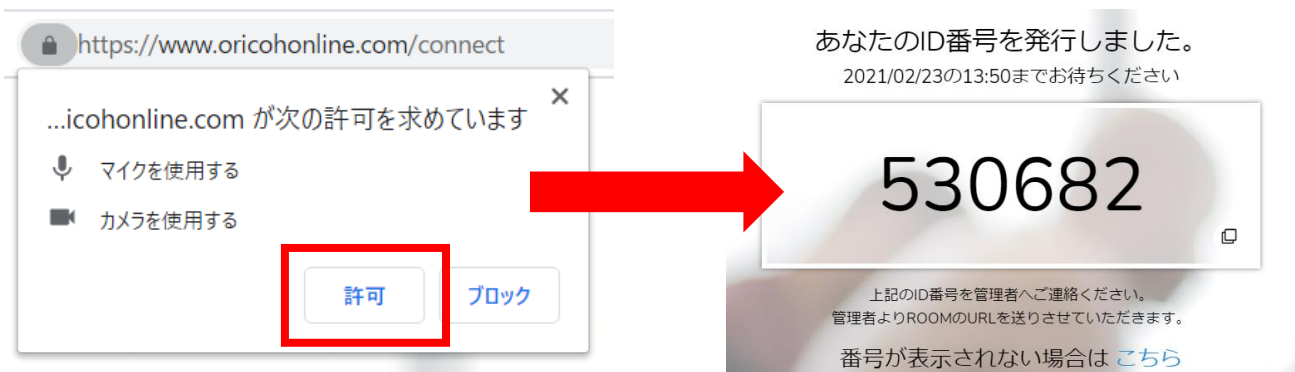 https://www.oricohonline.com/connect
...icohonline.com が次の許可を求めています
マイクを使用する
カメラを使用する
許可
ブロック
あなたのID番号を発行しました。
2021/02/23の13:50までお待ちください
530682
上記のID番号を管理者へご連絡ください。
管理者よりROOMのURLを送りさせていただきます。
番号が表示されない場合は こちら